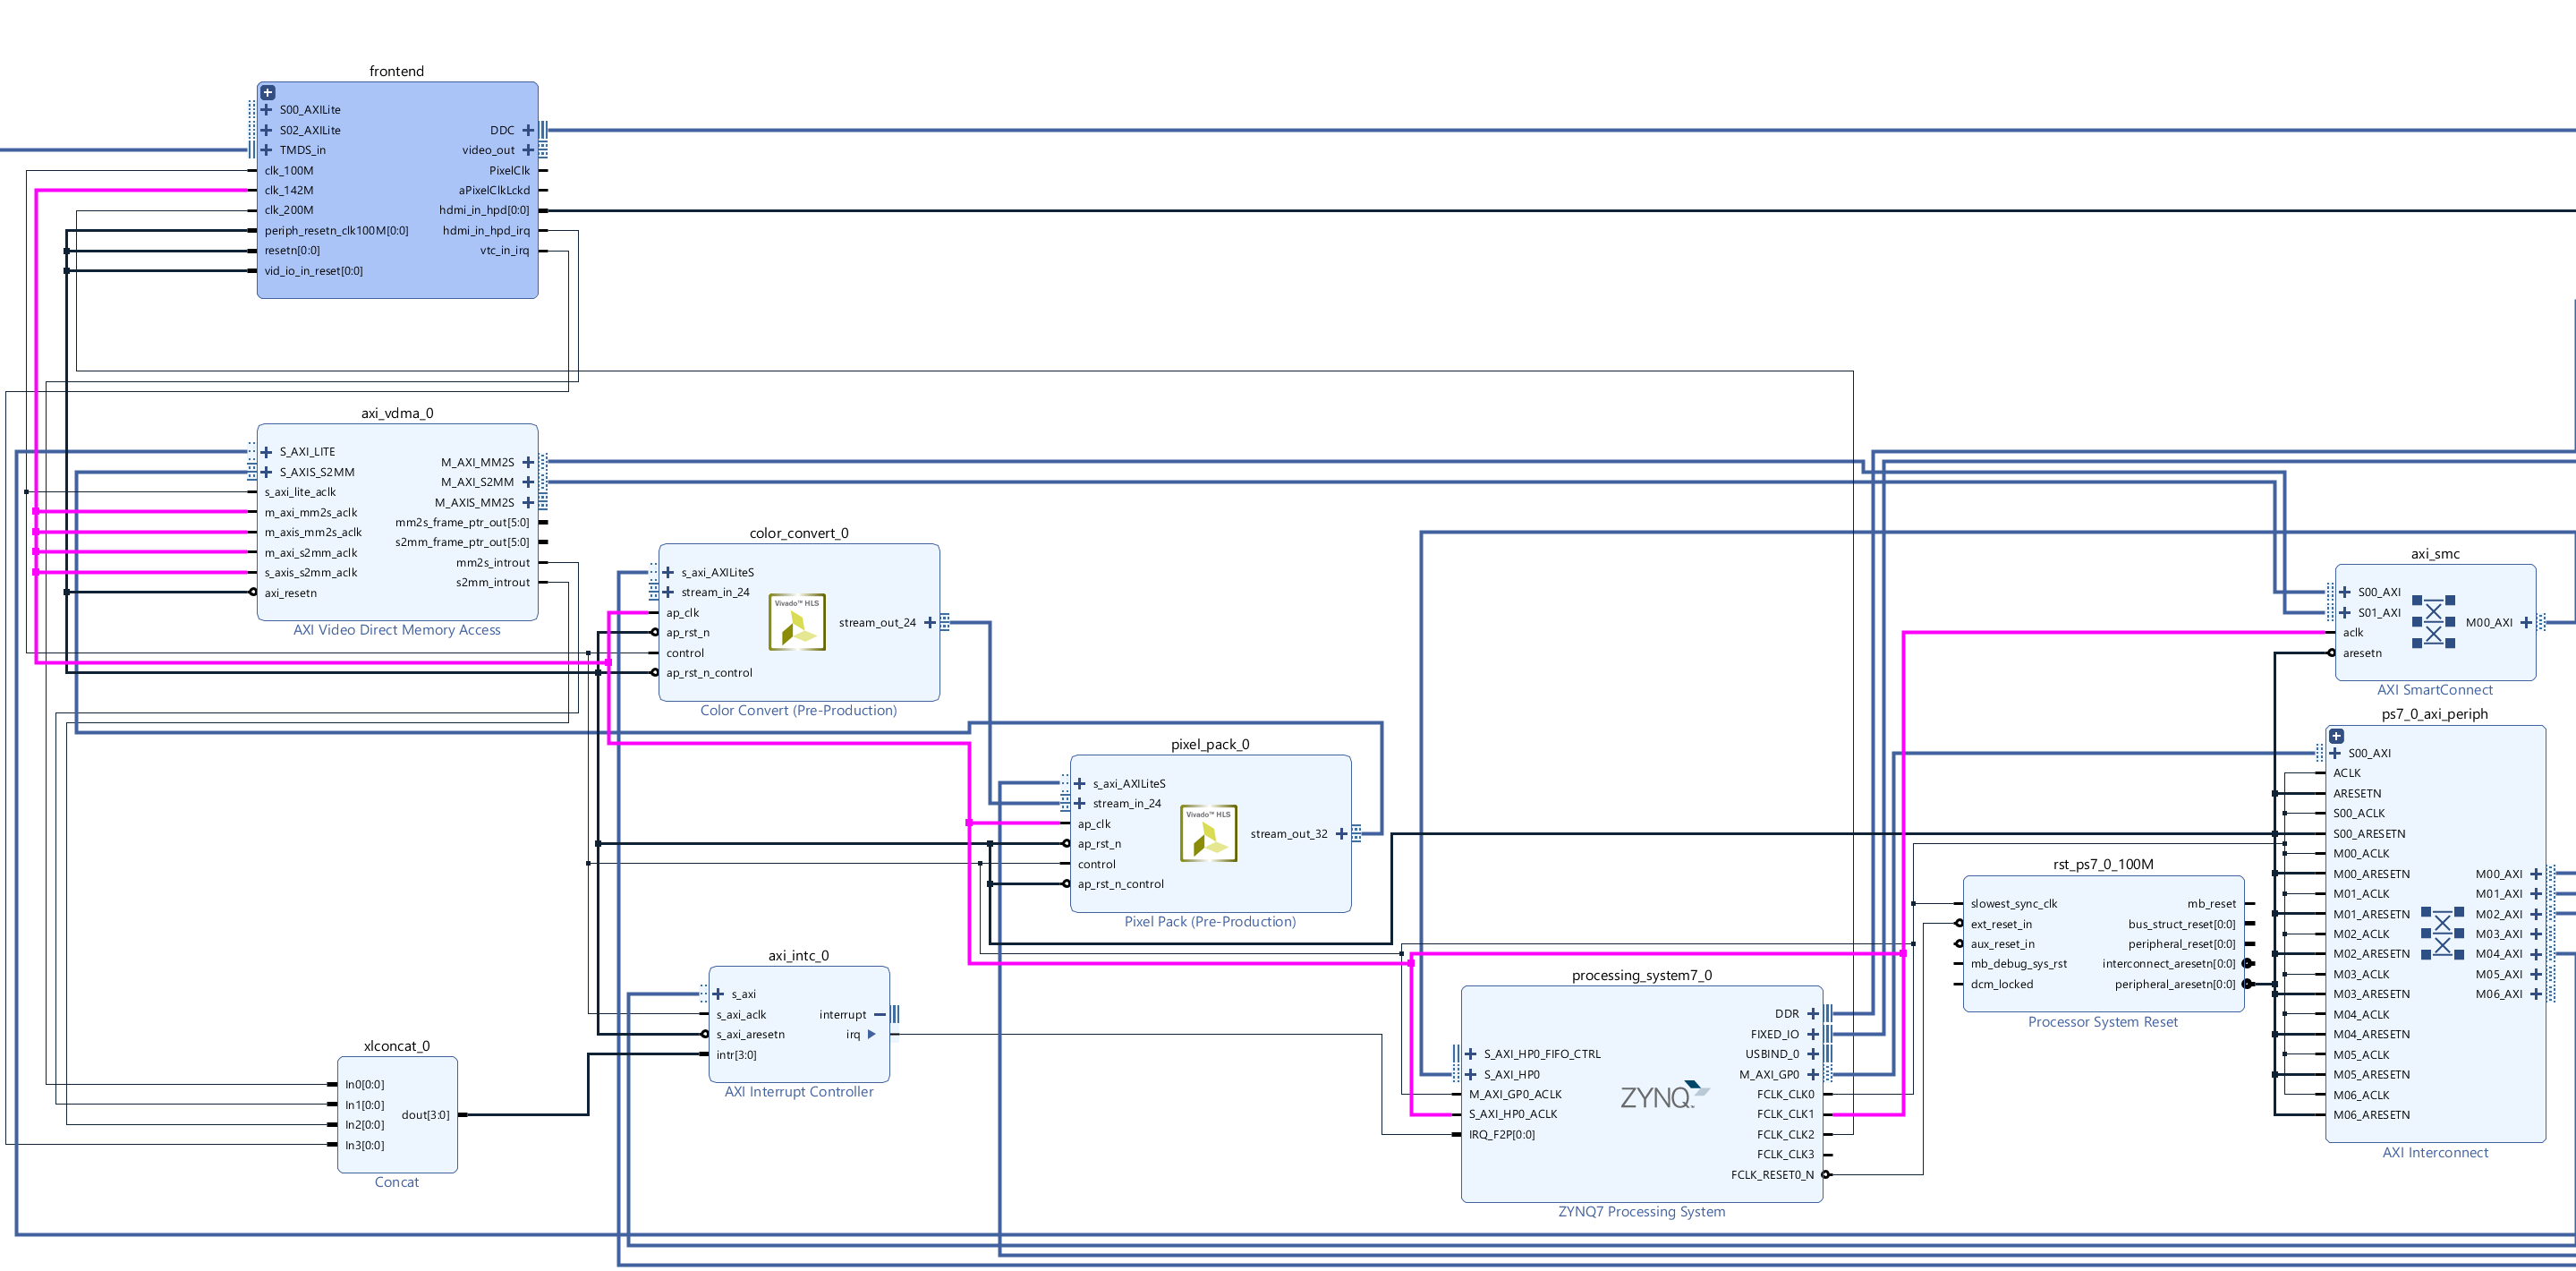 frontend
S00_AXILite
S02_AXILite
TMDS_in
clk_100M
clk_142M
clk_200M
periph_resetn_clk100M[0:0]
resetn[0:0]
vid_io_in_reset[0:0]
DDC
video_out
PixelClk
aPixelClkLckd
hdmi_in_hpd[0:0]
hdmi_in_hpd_irq
vtc_in_irq
axi_vdma_0
S_AXI_LITE
S_AXIS_S2MM
s_axi_lite_aclk
m_axi_mm2s_aclk
m_axis_mm2s_aclk
m_axi_s2mm_aclk
s_axis_s2mm_aclk
axi_resetn
M_AXI_MM2S
M_AXI_S2MM
M_AXIS_MM2S
mm2s_frame_ptr_out[5:0]
s2mm_frame_ptr_out[5:0]
mm2s_introut
s2mm_introut
AXI Video Direct Memory Access
color_convert_0
s_axi_AXILiteS
stream_in_24
ap_clk
ap_rst_n
control
ap_rst_n_control
Vivado™ HLS
stream_out_24
Color Convert (Pre-Production)
pixel_pack_0
s_axi_AXILiteS
stream_in_24
ap_clk
ap_rst_n
control
ap_rst_n_control
Vivado™ HLS
stream_out_32
Pixel Pack (Pre-Production)
axi_intc_0
s_axi
s_axi_aclk
s_axi_aresetn
intr[3:0]
interrupt
irq
AXI Interrupt Controller
xlconcat_0
In0[0:0]
In1[0:0]
In2[0:0]
In3[0:0]
dout[3:0]
Concat
processing_system7_0
S_AXI_HP0_FIFO_CTRL
S_AXI_HP0
M_AXI_GP0_ACLK
S_AXI_HP0_ACLK
IRQ_F2P[0:0]
ZYNQ
DDR
FIXED_IO
USBIND_0
M_AXI_GP0
FCLK_CLK0
FCLK_CLK1
FCLK_CLK2
FCLK_CLK3
FCLK_RESET0_N
ZYNQ7 Processing System
rst_ps7_0_100M
slowest_sync_clk
ext_reset_in
aux_reset_in
mb_debug_sys_rst
dcm_locked
mb_reset
bus_struct_reset[0:0]
peripheral_reset[0:0]
interconnect_aresetn[0:0]
peripheral_aresetn[0:0]
Processor System Reset
axi_smc
S00_AXI
S01_AXI
aclk
aresetn
M00_AXI
AXI SmartConnect
ps7_0_axi_periph
S00_AXI
ACLK
ARESETN
S00_ACLK
S00_ARESETN
M00_ACLK
M00_ARESETN
M01_ACLK
M01_ARESETN
M02_ACLK
M02_ARESETN
M03_ACLK
M03_ARESETN
M04_ACLK
M04_ARESETN
M05_ACLK
M05_ARESETN
M06_ACLK
M06_ARESETN
M00_AXI
M01_AXI
M02_AXI
M03_AXI
M04_AXI
M05_AXI
M06_AXI
AXI Interconnect